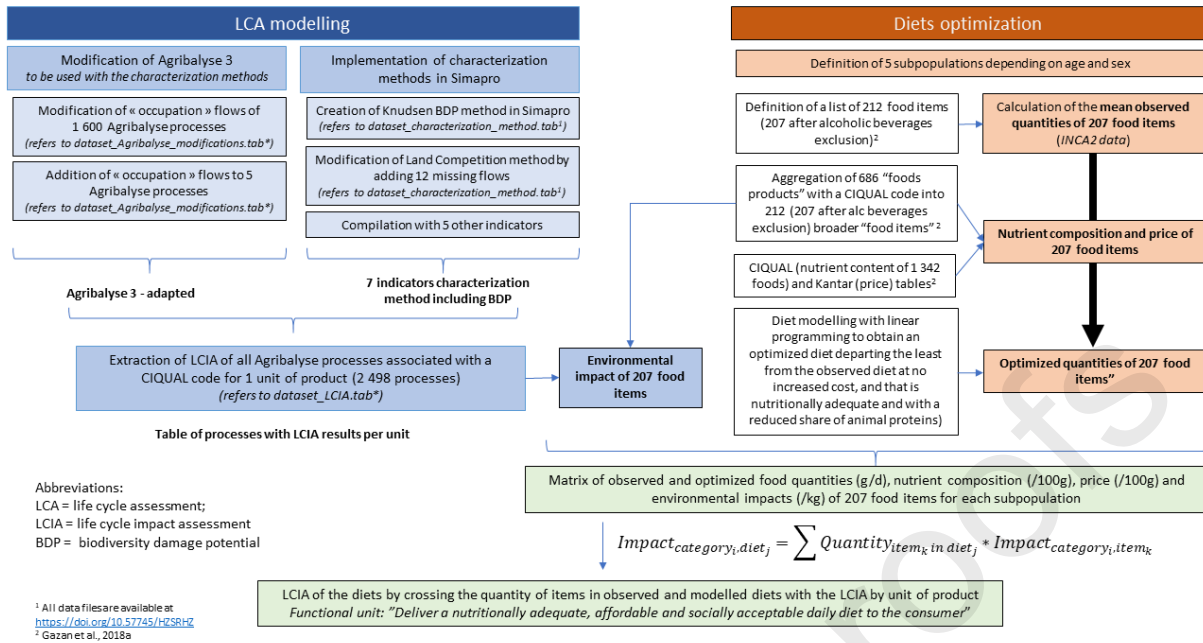 LCA modelling
Modification of Agribalyse 3
to be used with the characterization methods
Modification of « occupation » flows of
1 600 Agribalyse processes
(refers to dataset_Agribalyse_modifications.tab*)
Addition of « occupation » flows to 5
Agribalyse processes
(refers to dataset_Agribalyse_modifications.tab*)
Agribalyse 3 - adapted
Implementation of characterization
methods in Simapro
Creation of Knudsen BDP method in Simapro
(refers to dataset_characterization_method.tab¹)
Modification of Land Competition method by
adding 12 missing flows
(refers to dataset_characterization_method.tab¹)
Compilation with 5 other indicators
7 indicators characterization
method including BDP
Extraction of LCIA of all Agribalyse processes associated with a
CIQUAL code for 1 unit of product (2 498 processes)
(refers to dataset_LCIA.tab*)
Table of processes with LCIA results per unit
Environmental
impact of 207 food
items
Diets optimization
Definition of 5 subpopulations depending on age and sex
Definition of a list of 212 food items
(207 after alcoholic beverages
exclusion)²
Calculation of the mean observed
quantities of 207 food items
(INCA2 data)
Aggregation of 686 “foods
products” with a CIQUAL code into
212 (207 after alc beverages
exclusion) broader “food items” ²
Nutrient composition and price of
207 food items
CIQUAL (nutrient content of 1 342
foods) and Kantar (price) tables²
Diet modelling with linear
programming to obtain an
optimized diet departing the least
from the observed diet at no
increased cost, and that is
nutritionally adequate and with a
reduced share of animal proteins)
Optimized quantities of 207 food
items”
Matrix of observed and optimized food quantities (g/d), nutrient composition (/100g), price (/100g) and
environmental impacts (/kg) of 207 food items for each subpopulation
Abbreviations:
LCA = life cycle assessment;
LCIA = life cycle impact assessment
BDP = biodiversity damage potential
Impact_category_i,diet_j = ∑ Quantity_item_k in diet_j * Impact_category_i,item_k
LCIA of the diets by crossing the quantity of items in observed and modelled diets with the LCIA by unit of product
Functional unit: ”Deliver a nutritionally adequate, affordable and socially acceptable daily diet to the consumer”
¹ All data files are available at
https://doi.org/10.57745/HZSRHZ
² Gazan et al., 2018a
roofs